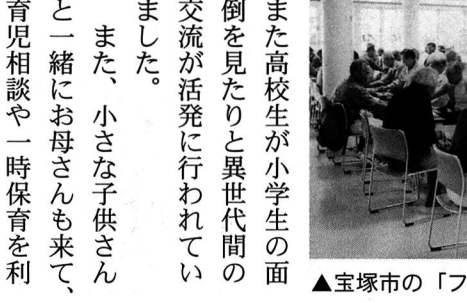 また高校生が小学生の面
倒を見たりと異世代間の
交流が活発に行われてい
ました。
また、小さな子供さん
と一緒にお母さんも来て、
育児相談や一時保育を利
▲宝塚市の「フ